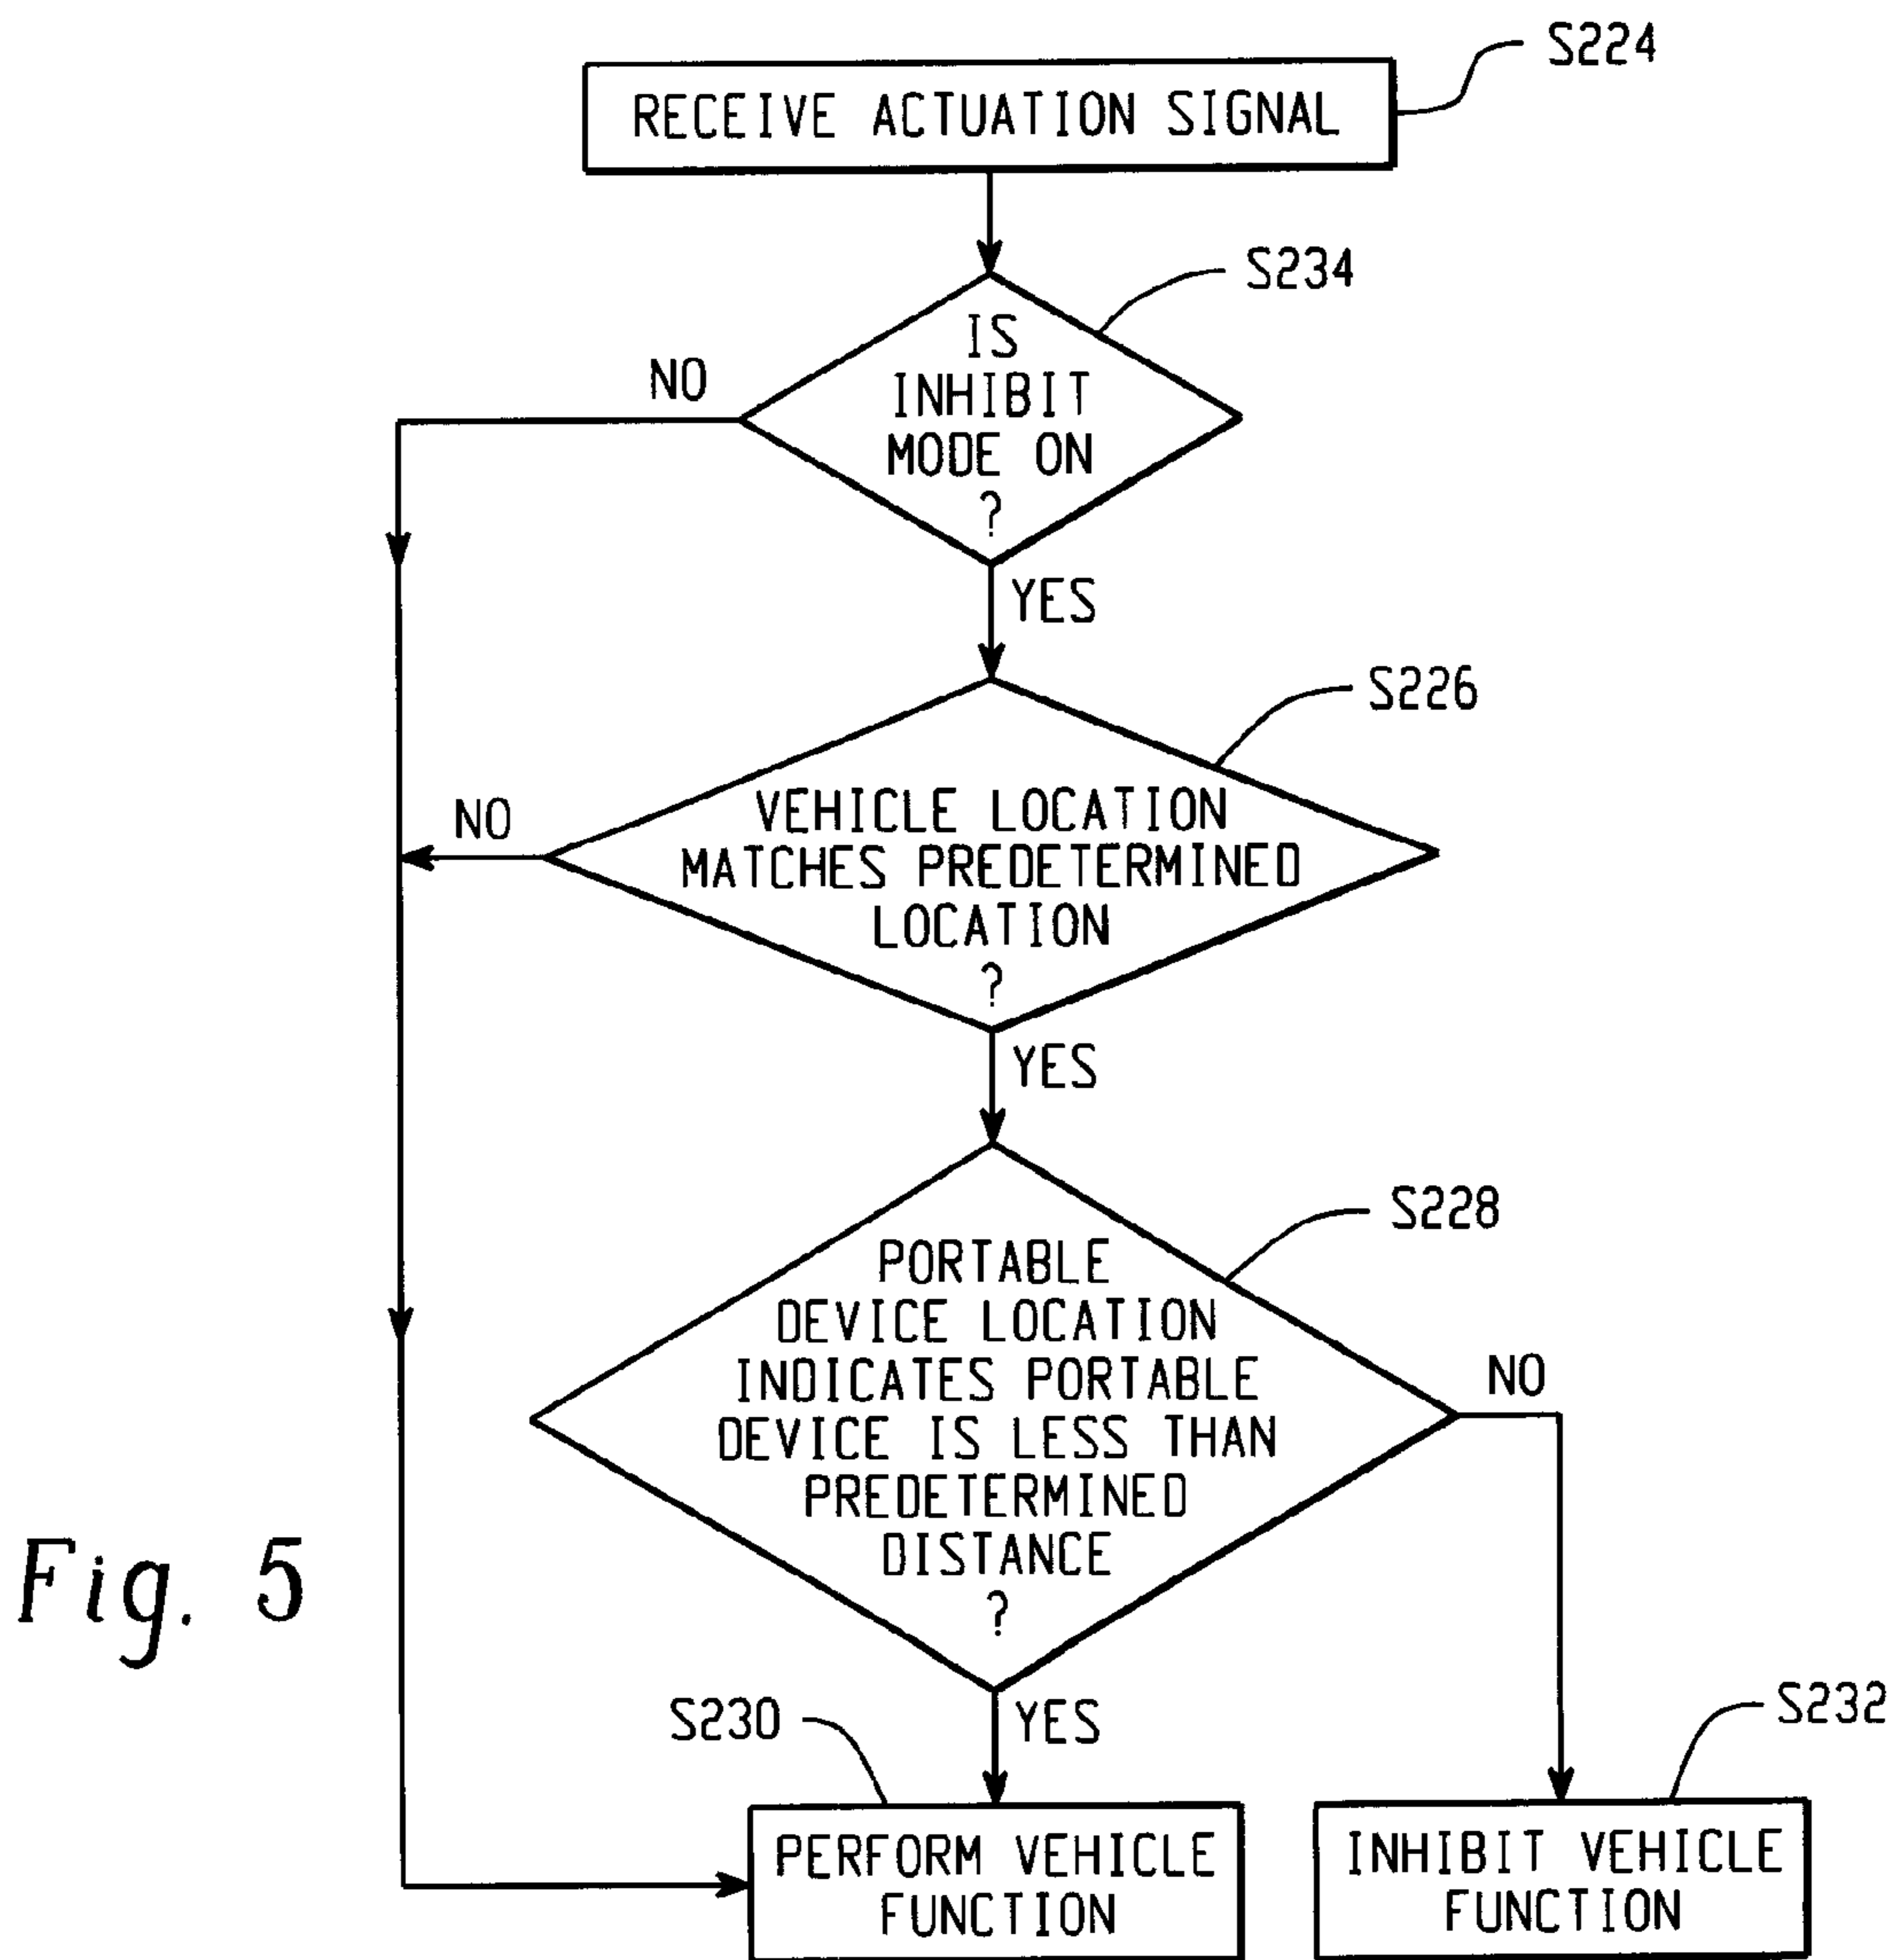 S224
RECEIVE ACTUATION SIGNAL
S234
IS
INHIBIT
MODE ON
?
NO
YES
S226
VEHICLE LOCATION
MATCHES PREDETERMINED
LOCATION
?
NO
YES
S228
PORTABLE
DEVICE LOCATION
INDICATES PORTABLE
DEVICE IS LESS THAN
PREDETERMINED
DISTANCE
?
NO
YES
Fig. 5
S230
S232
PERFORM VEHICLE
FUNCTION
INHIBIT VEHICLE
FUNCTION